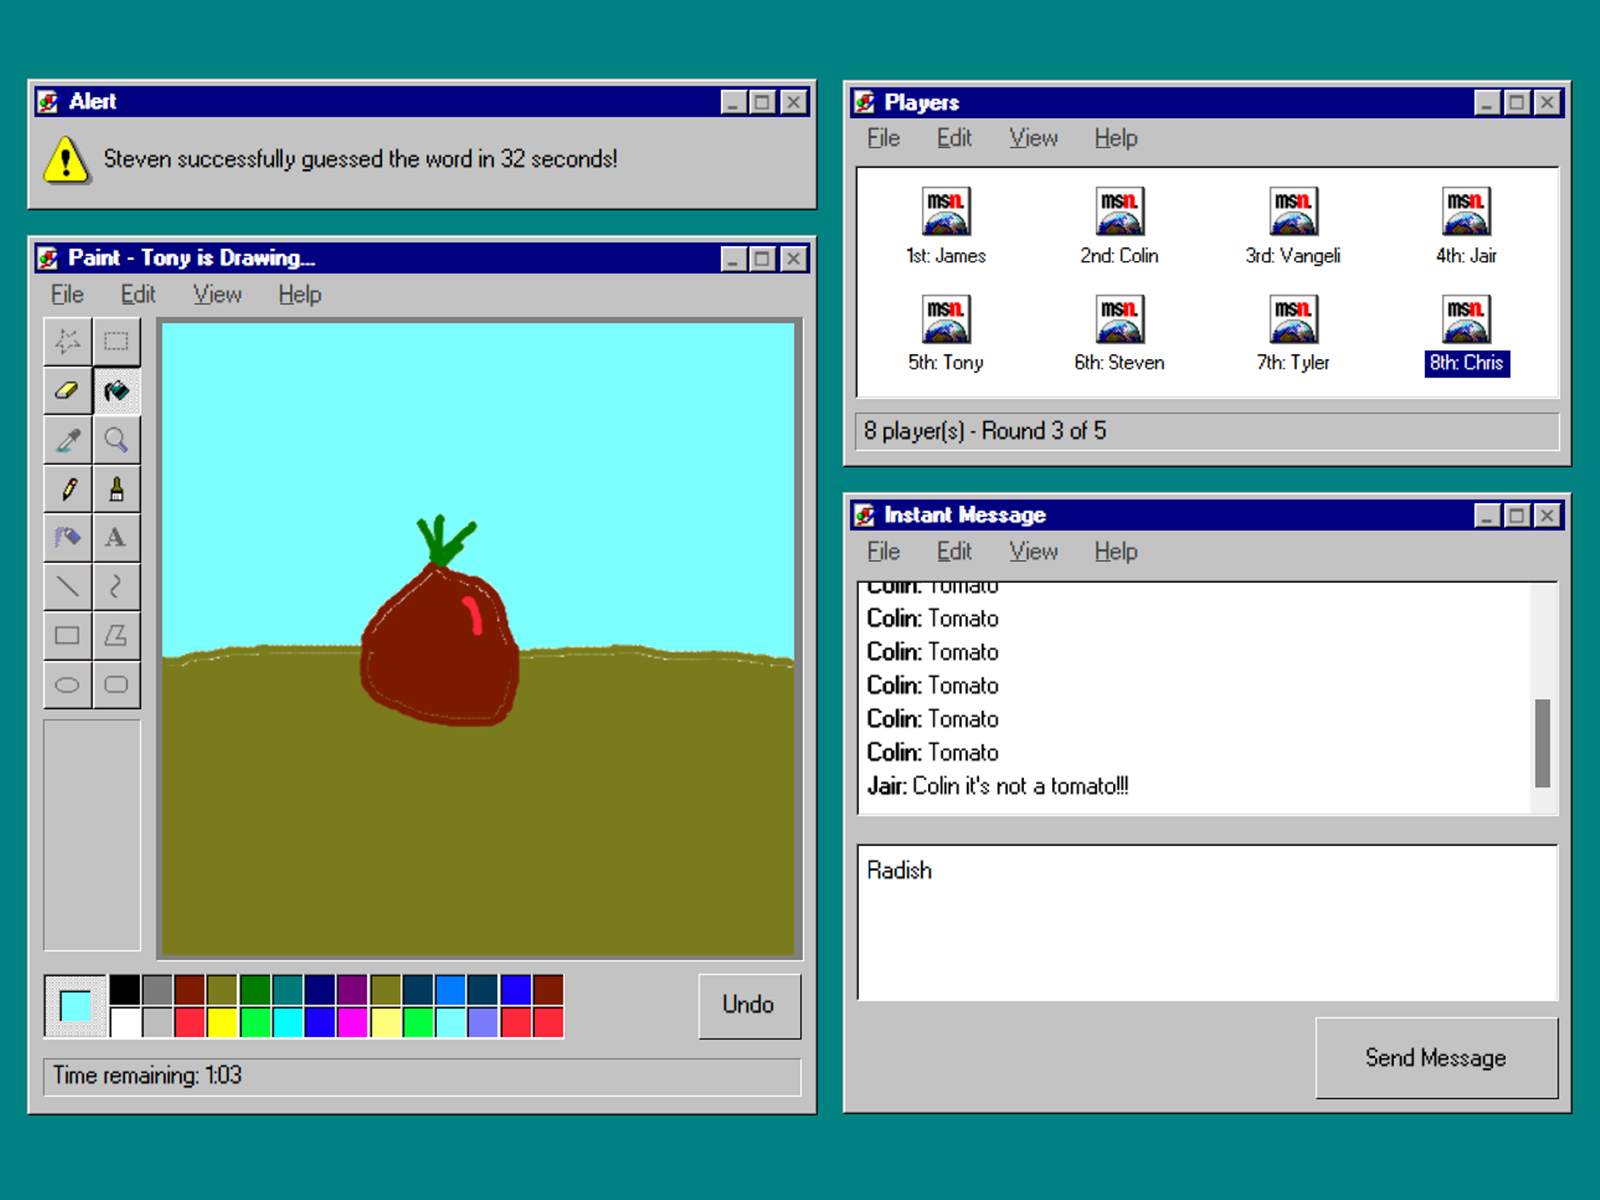 Alert
Steven successfully guessed the word in 32 seconds!
Paint - Tony is Drawing...
File Edit View Help
A
Undo
Time remaining: 1:03
Players
File Edit View Help
msn. msn. msn. msn.
1st: James 2nd: Colin 3rd: Vangeli 4th: Jair
msn. msn. msn. msn.
5th: Tony 6th: Steven 7th: Tyler 8th: Chris
8 player(s) - Round 3 of 5
Instant Message
File Edit View Help
Colin: Tomato
Colin: Tomato
Colin: Tomato
Colin: Tomato
Colin: Tomato
Colin: Tomato
Jair: Colin it's not a tomato!!!
Radish
Send Message